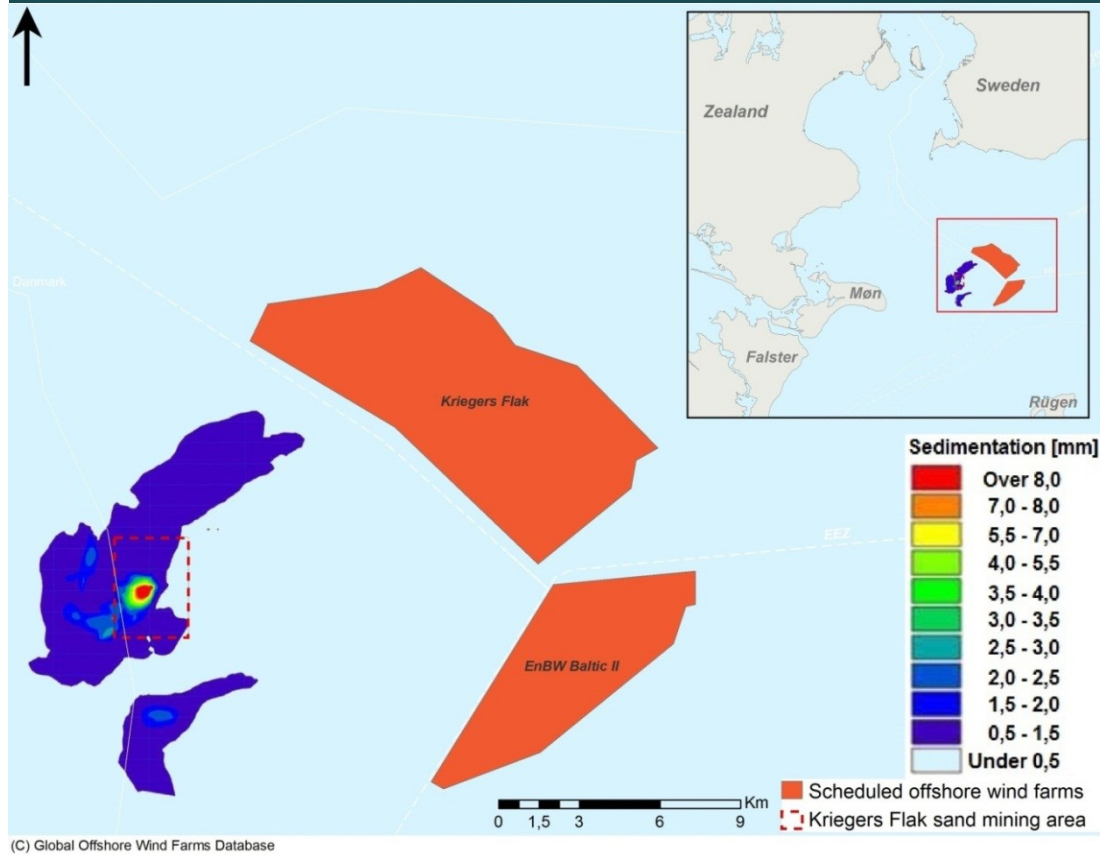 Sweden
Zealand
Møn
Falster
Rügen
Danmark
Kriegers Flak
EEZ
EnBW Baltic II
Sedimentation [mm]
Over 8,0
7,0 - 8,0
5,5 - 7,0
4,0 - 5,5
3,5 - 4,0
3,0 - 3,5
2,5 - 3,0
2,0 - 2,5
1,5 - 2,0
0,5 - 1,5
Under 0,5
Scheduled offshore wind farms
Kriegers Flak sand mining area
Km
0 1,5 3 6 9
(C) Global Offshore Wind Farms Database